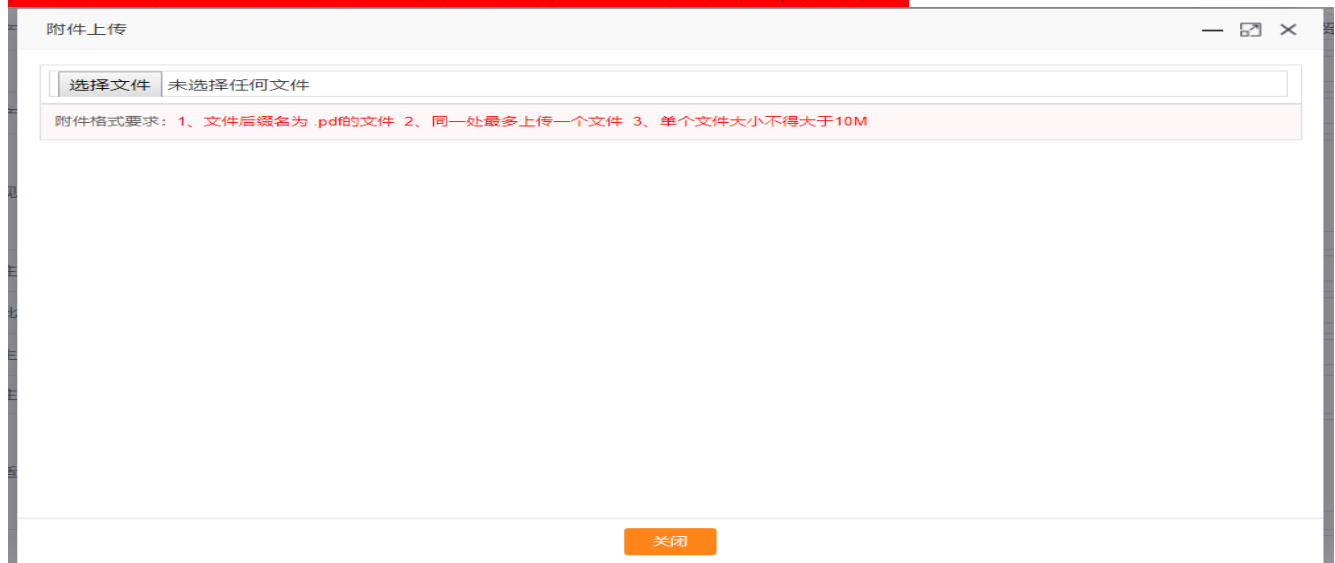 附件上传
选择文件 未选择任何文件
附件格式要求：1、文件后缀名为 .pdf的文件 2、同一处最多上传一个文件 3、单个文件大小不得大于10M
关闭